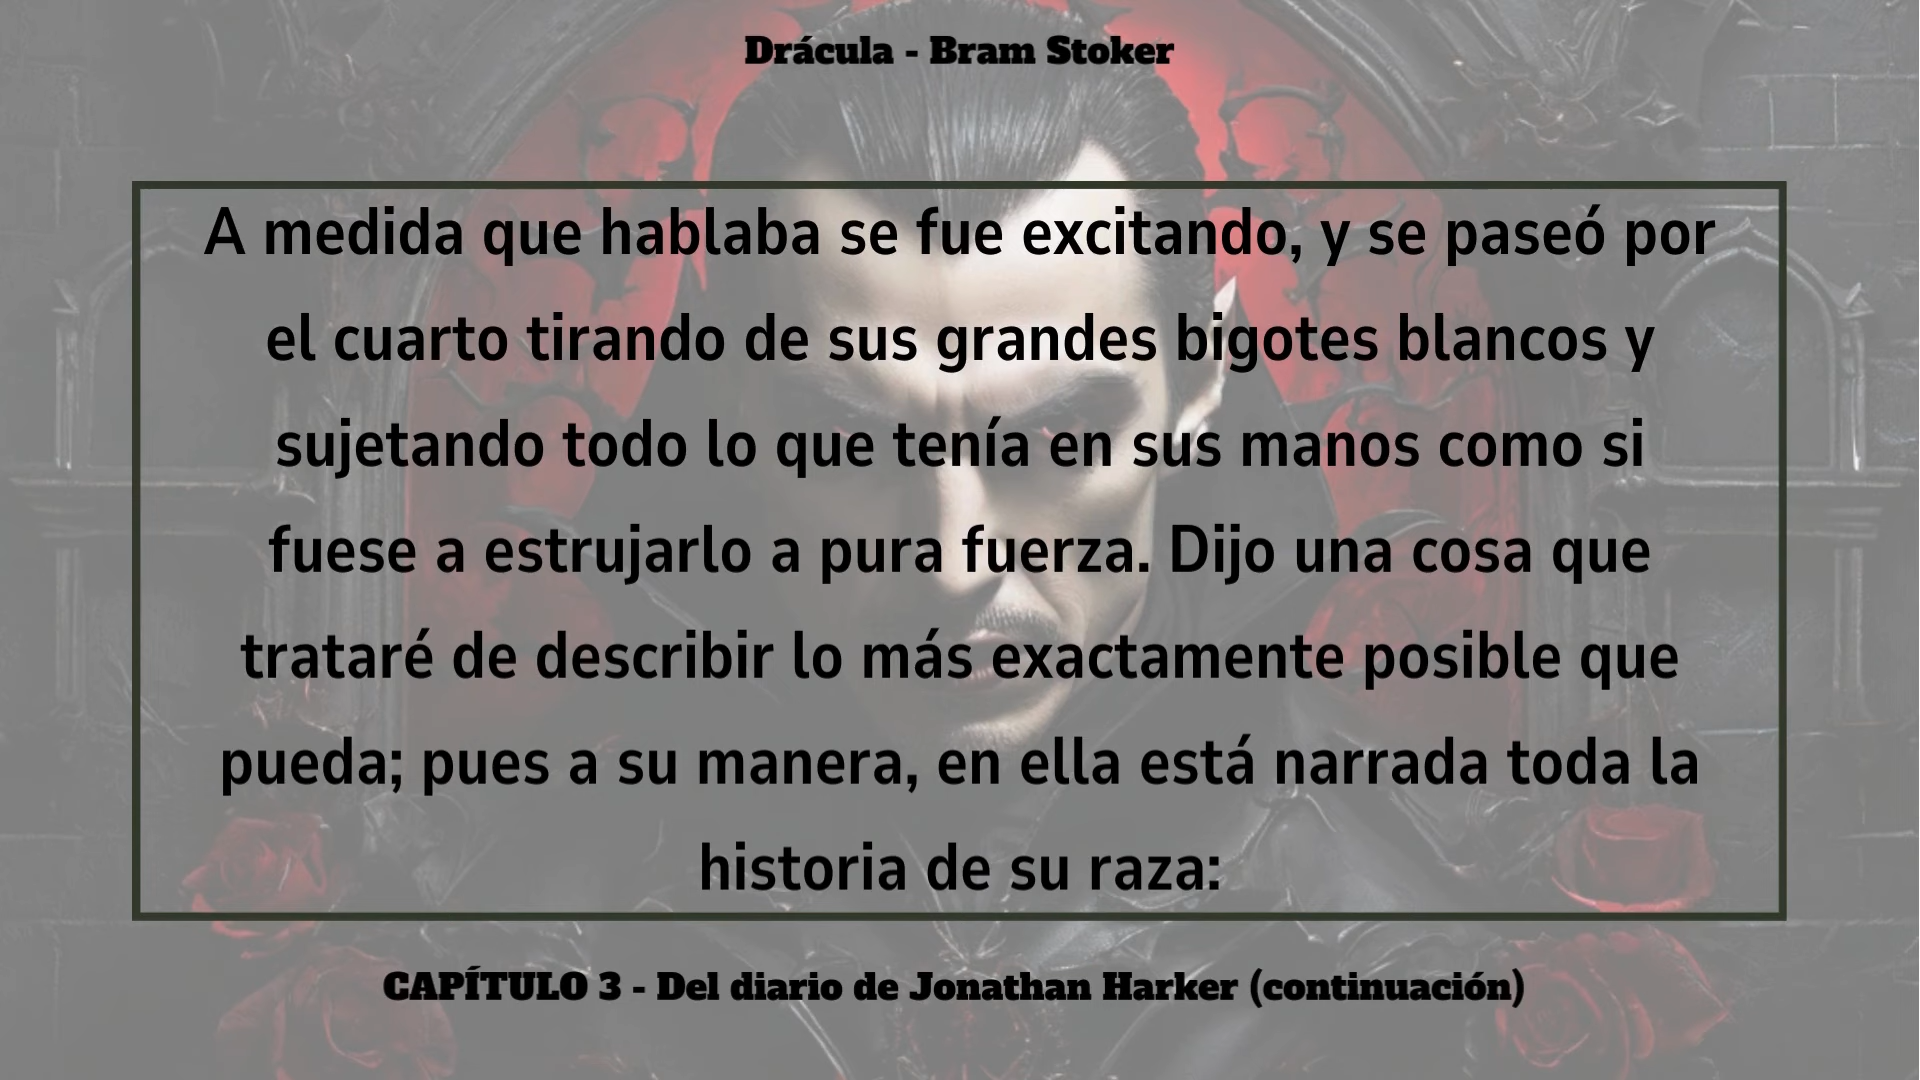 Drácula - Bram Stoker
A medida que hablaba se fue excitando, y se paseó por
el cuarto tirando de sus grandes bigotes blancos y
sujetando todo lo que tenía en sus manos como si
fuese a estrujarlo a pura fuerza. Dijo una cosa que
trataré de describir lo más exactamente posible que
pueda; pues a su manera, en ella está narrada toda la
historia de su raza:
CAPÍTULO 3 - Del diario de Jonathan Harker (continuación)